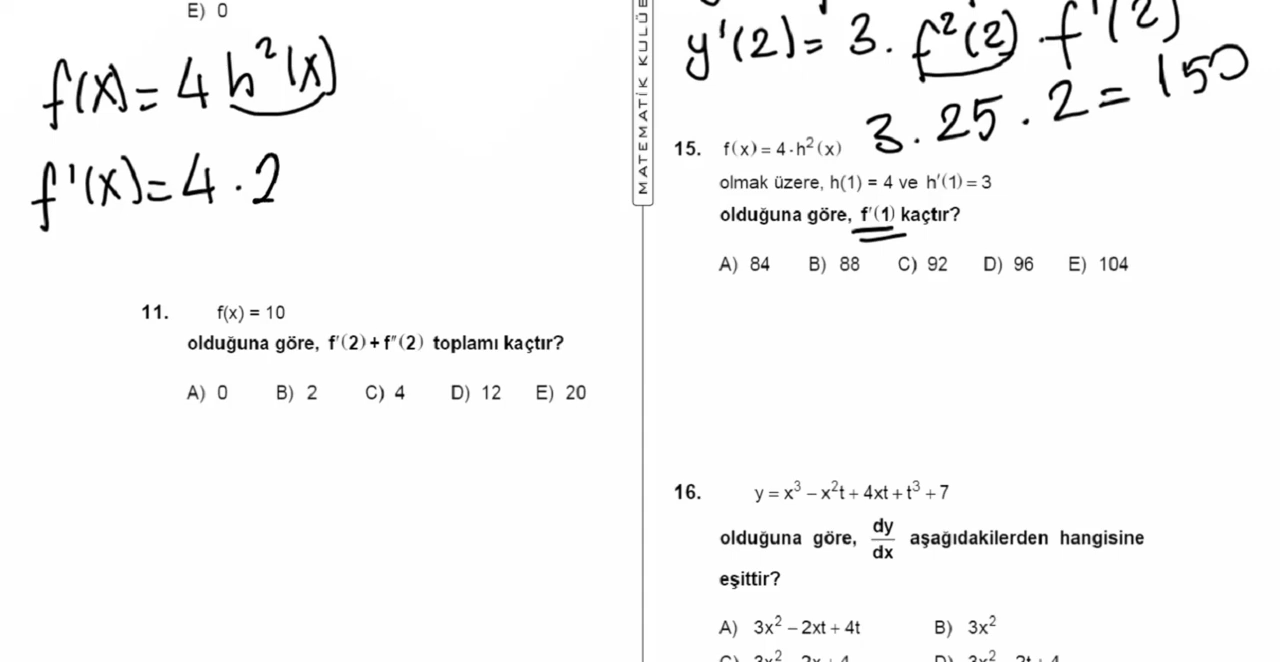 E) 0
f(x) = 4 h²(x)
f'(x) = 4 · 2
11. f(x) = 10
olduğuna göre, f'(2) + f''(2) toplamı kaçtır?
A) 0 B) 2 C) 4 D) 12 E) 20
MATEMATİK KULÜB
y'(2) = 3 . f²(2) . f'(2)
3 . 25 . 2 = 150
15. f(x) = 4·h²(x)
olmak üzere, h(1) = 4 ve h'(1) = 3
olduğuna göre, f'(1) kaçtır?
A) 84 B) 88 C) 92 D) 96 E) 104
16. y = x³ – x²t + 4xt + t³ + 7
olduğuna göre, dy/dx aşağıdakilerden hangisine
eşittir?
A) 3x² – 2xt + 4t B) 3x²